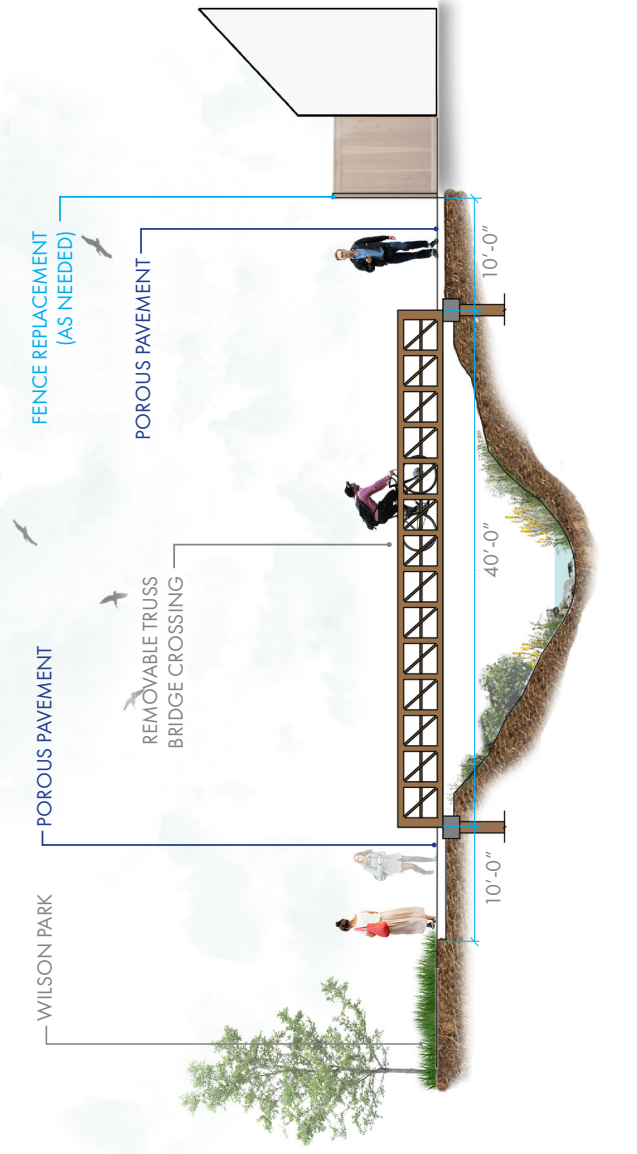 WILSON PARK
POROUS PAVEMENT
REMOVABLE TRUSS
BRIDGE CROSSING
POROUS PAVEMENT
FENCE REPLACEMENT
(AS NEEDED)
10'-0"
40'-0"
10'-0"